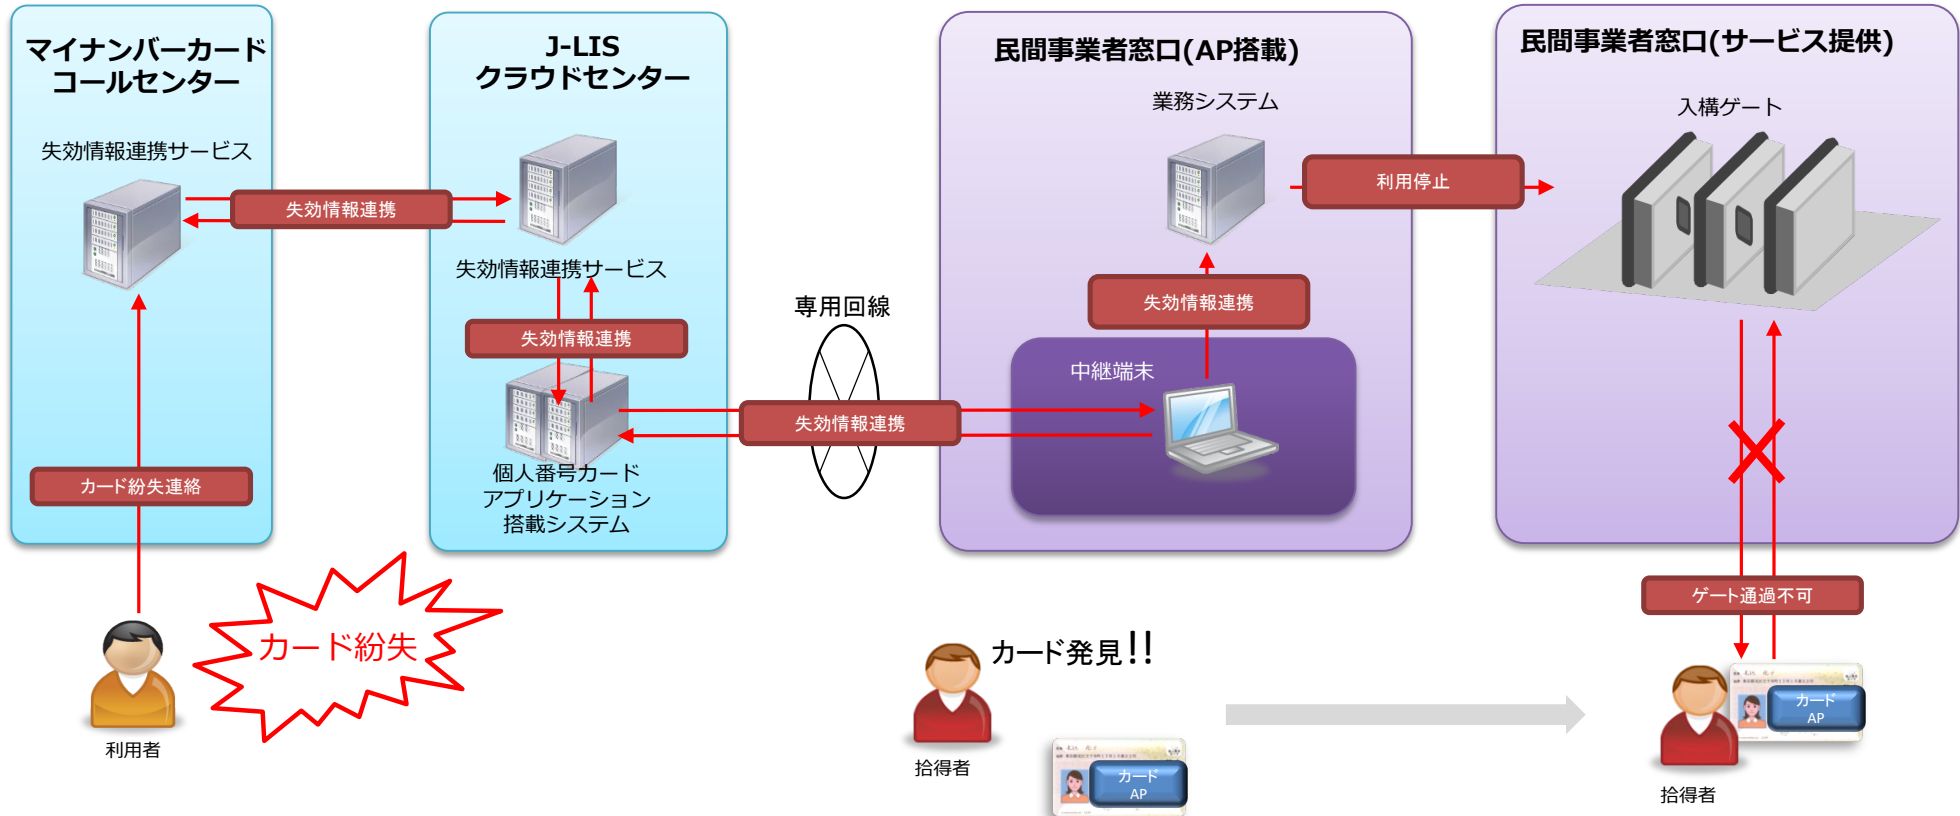 マイナンバーカード
コールセンター
失効情報連携サービス
失効情報連携
カード紛失連絡
利用者
カード紛失
J-LIS
クラウドセンター
失効情報連携サービス
失効情報連携
個人番号カード
アプリケーション
搭載システム
専用回線
失効情報連携
民間事業者窓口(AP搭載)
業務システム
失効情報連携
中継端末
利用停止
民間事業者窓口(サービス提供)
入構ゲート
ゲート通過不可
カード発見!!
拾得者
カード
AP
カード
AP
拾得者